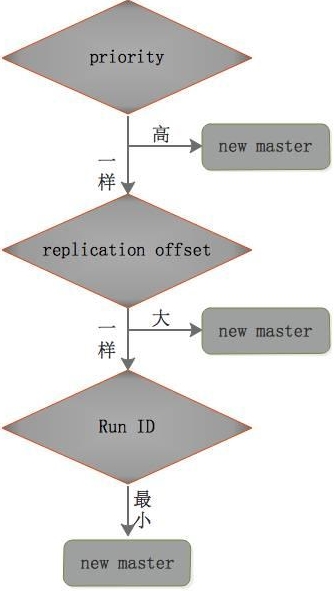 priority
高
new master
一
样
replication offset
大
new master
一
样
Run ID
最
小
new master